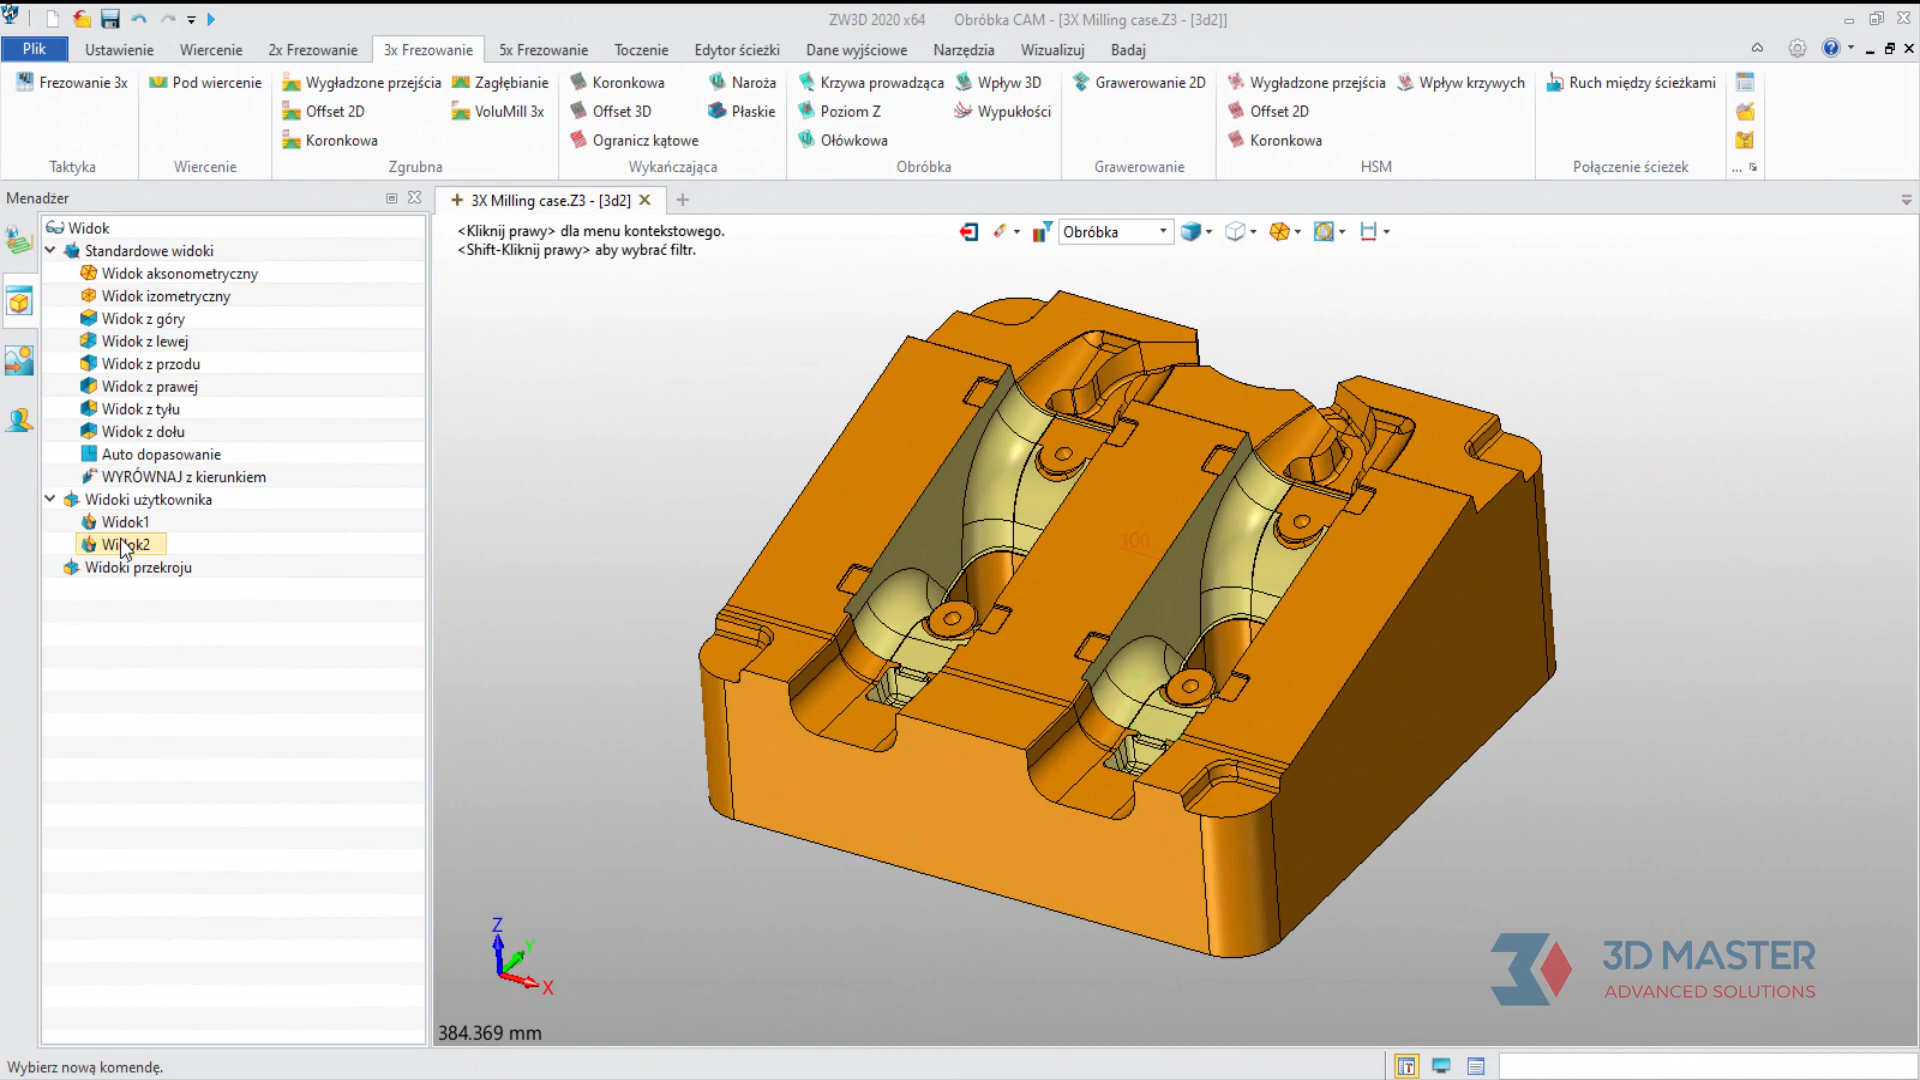 ZW3D 2020 x64 Obróbka CAM - [3X Milling case.Z3 - [3d2]]
Plik Ustawienie Wiercenie 2x Frezowanie 3x Frezowanie 5x Frezowanie Toczenie Edytor ścieżki Dane wyjściowe Narzędzia Wizualizuj Badaj
Frezowanie 3x Pod wiercenie Wygładzone przejścia Zagłębianie Koronkowa Naroża Krzywa prowadząca Wpływ 3D Grawerowanie 2D Wygładzone przejścia Wpływ krzywych Ruch między ścieżkami
Offset 2D VoluMill 3x Offset 3D Płaskie Poziom Z Wypukłości Offset 2D
Koronkowa Ogranicz kątowe Ołówkowa Koronkowa
Taktyka Wiercenie Zgrubna Wykańczająca Obróbka Grawerowanie HSM Połączenie ścieżek ...
Menadżer
3X Milling case.Z3 - [3d2]
Widok
Standardowe widoki
Widok aksonometryczny
Widok izometryczny
Widok z góry
Widok z lewej
Widok z przodu
Widok z prawej
Widok z tyłu
Widok z dołu
Auto dopasowanie
WYRÓWNAJ z kierunkiem
Widoki użytkownika
Widok1
Widok2
Widoki przekroju
<Kliknij prawy> dla menu kontekstowego.
<Shift-Kliknij prawy> aby wybrać filtr.
Obróbka
100
Z
Y
X
384.369 mm
3D MASTER
ADVANCED SOLUTIONS
Wybierz nową komendę.